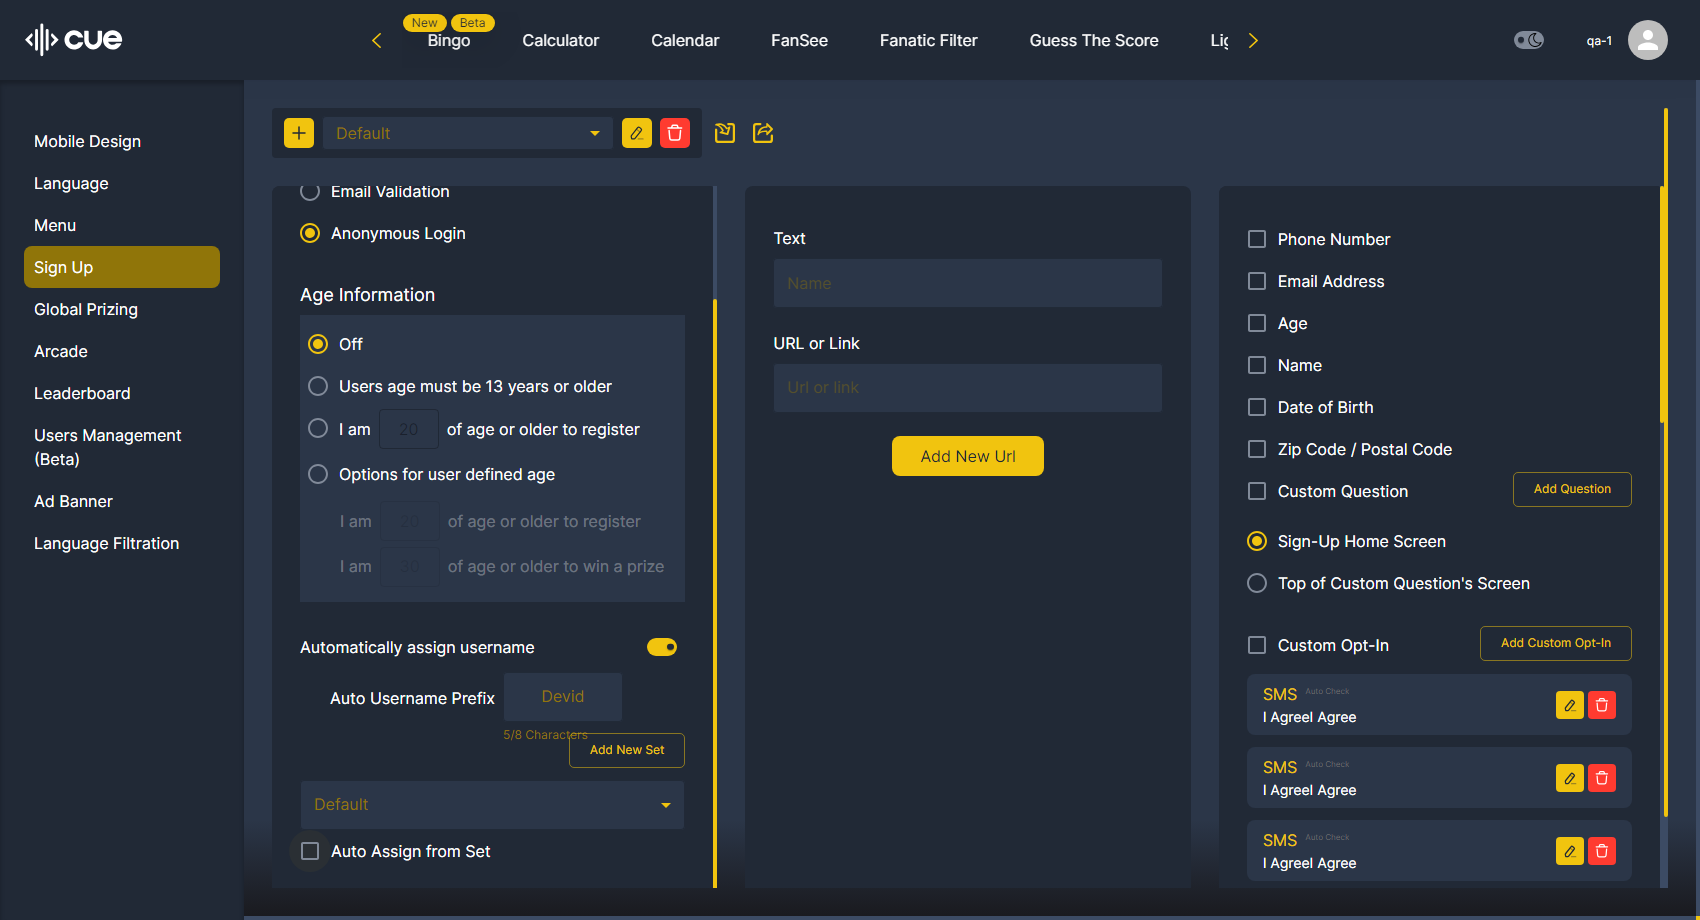 cue
New
Beta
Bingo
Calculator
Calendar
FanSee
Fanatic Filter
Guess The Score
Lig
qa-1
Mobile Design
Language
Menu
Sign Up
Global Prizing
Arcade
Leaderboard
Users Management
(Beta)
Ad Banner
Language Filtration
Default
Email Validation
Anonymous Login
Age Information
Off
Users age must be 13 years or older
I am 20 of age or older to register
Options for user defined age
I am 20 of age or older to register
I am 30 of age or older to win a prize
Automatically assign username
Auto Username Prefix Devid
5/8 Characters
Add New Set
Default
Auto Assign from Set
Text
Name
URL or Link
Url or link
Add New Url
Phone Number
Email Address
Age
Name
Date of Birth
Zip Code / Postal Code
Custom Question
Add Question
Sign-Up Home Screen
Top of Custom Question's Screen
Custom Opt-In
Add Custom Opt-In
SMS Auto Check
I Agreel Agree
SMS Auto Check
I Agreel Agree
SMS Auto Check
I Agreel Agree